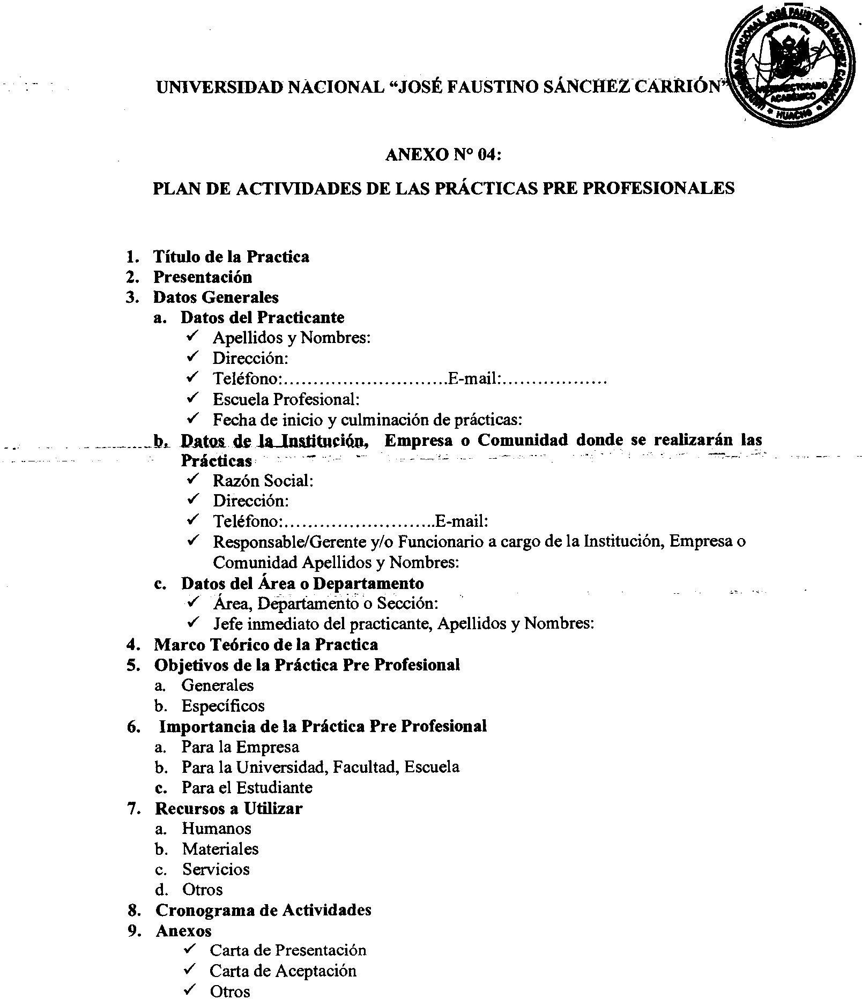 UNIVERSIDAD NACIONAL “JOSÉ FAUSTINO SÁNCHEZ CARRIÓN”
ACADÉMICO
HUACHO
ANEXO N° 04:
PLAN DE ACTIVIDADES DE LAS PRÁCTICAS PRE PROFESIONALES
1. Título de la Practica
2. Presentación
3. Datos Generales
a. Datos del Practicante
✓ Apellidos y Nombres:
✓ Dirección:
✓ Teléfono:............................E-mail:..................
✓ Escuela Profesional:
✓ Fecha de inicio y culminación de prácticas:
b. Datos de la Institución, Empresa o Comunidad donde se realizarán las
Prácticas
✓ Razón Social:
✓ Dirección:
✓ Teléfono:..........................E-mail:
✓ Responsable/Gerente y/o Funcionario a cargo de la Institución, Empresa o
Comunidad Apellidos y Nombres:
c. Datos del Área o Departamento
✓ Área, Departamento o Sección:
✓ Jefe inmediato del practicante, Apellidos y Nombres:
4. Marco Teórico de la Practica
5. Objetivos de la Práctica Pre Profesional
a. Generales
b. Específicos
6. Importancia de la Práctica Pre Profesional
a. Para la Empresa
b. Para la Universidad, Facultad, Escuela
c. Para el Estudiante
7. Recursos a Utilizar
a. Humanos
b. Materiales
c. Servicios
d. Otros
8. Cronograma de Actividades
9. Anexos
✓ Carta de Presentación
✓ Carta de Aceptación
✓ Otros